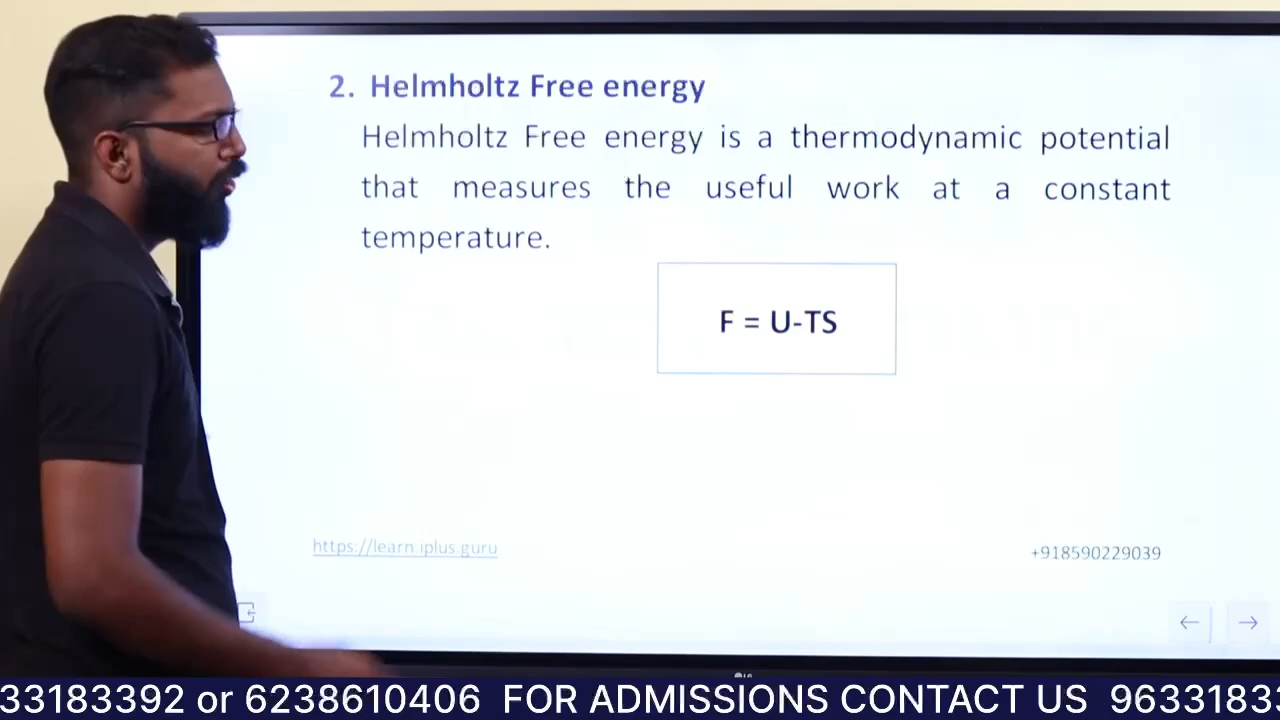 2. Helmholtz Free energy
Helmholtz Free energy is a thermodynamic potential
that measures the useful work at a constant
temperature.
F = U-TS
https://learn.iplus.guru
+918590229039
33183392 or 6238610406 FOR ADMISSIONS CONTACT US 9633183